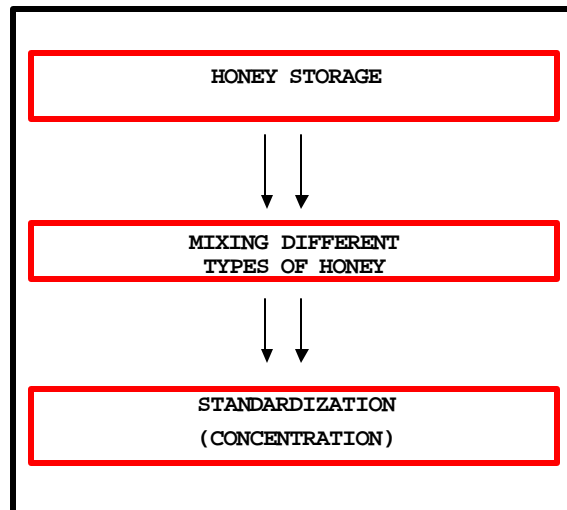 HONEY STORAGE
MIXING DIFFERENT
TYPES OF HONEY
STANDARDIZATION
(CONCENTRATION)